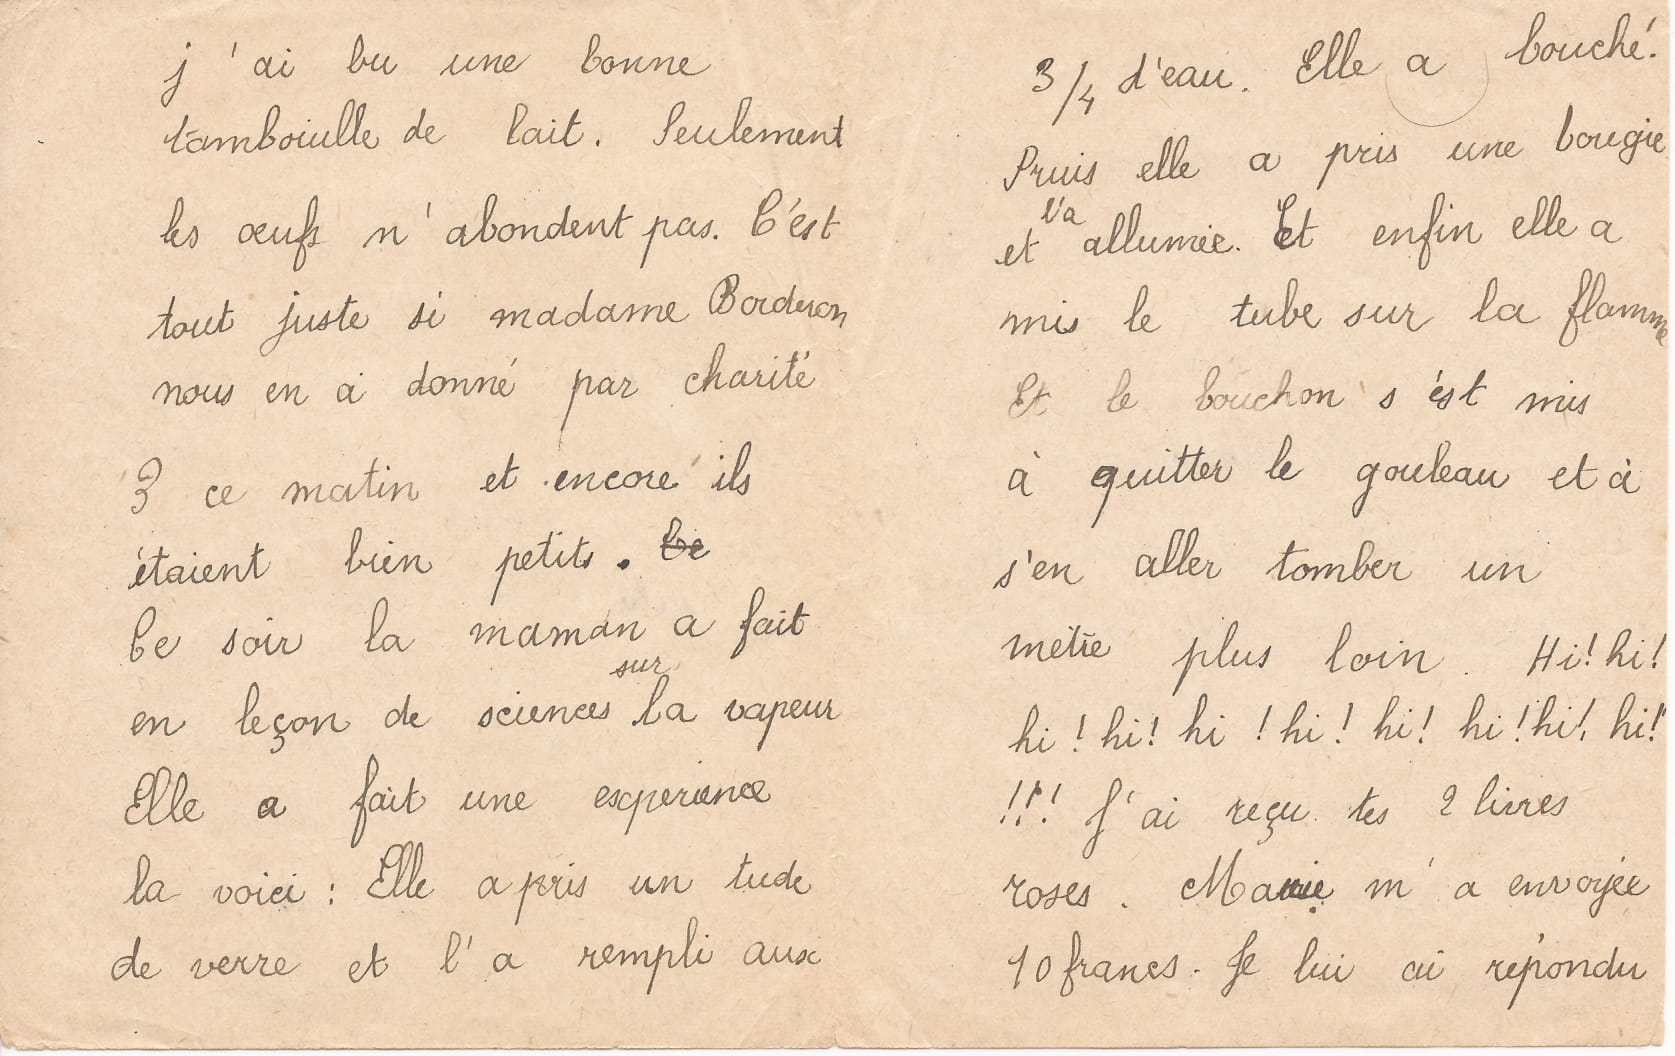 j'ai bu une bonne
tamboiulle de lait. Seulement
les œufs n'abondent pas. C'est
tout juste si madame Borderon
nous en a donné par charité
3 ce matin et encore ils
étaient bien petits. Ce
Ce soir la maman a fait
en leçon de sciences sur la vapeur
Elle a fait une experience
la voici : Elle a pris un tude
de verre et l'a rempli aux
3/4 d'eau. Elle a bouché.
Pruis elle a pris une bougie
et l'a allumée. Et enfin elle a
mis le tube sur la flamme
Et le bouchon s'ést mis
à quitter le gouleau et à
s'en aller tomber un
mètre plus loin. Hi! hi!
hi! hi! hi! hi! hi! hi! hi! hi!
!!! J'ai reçu tes 2 livres
roses. Marie m'a envoyée
10 francs. Je lui ai répondu